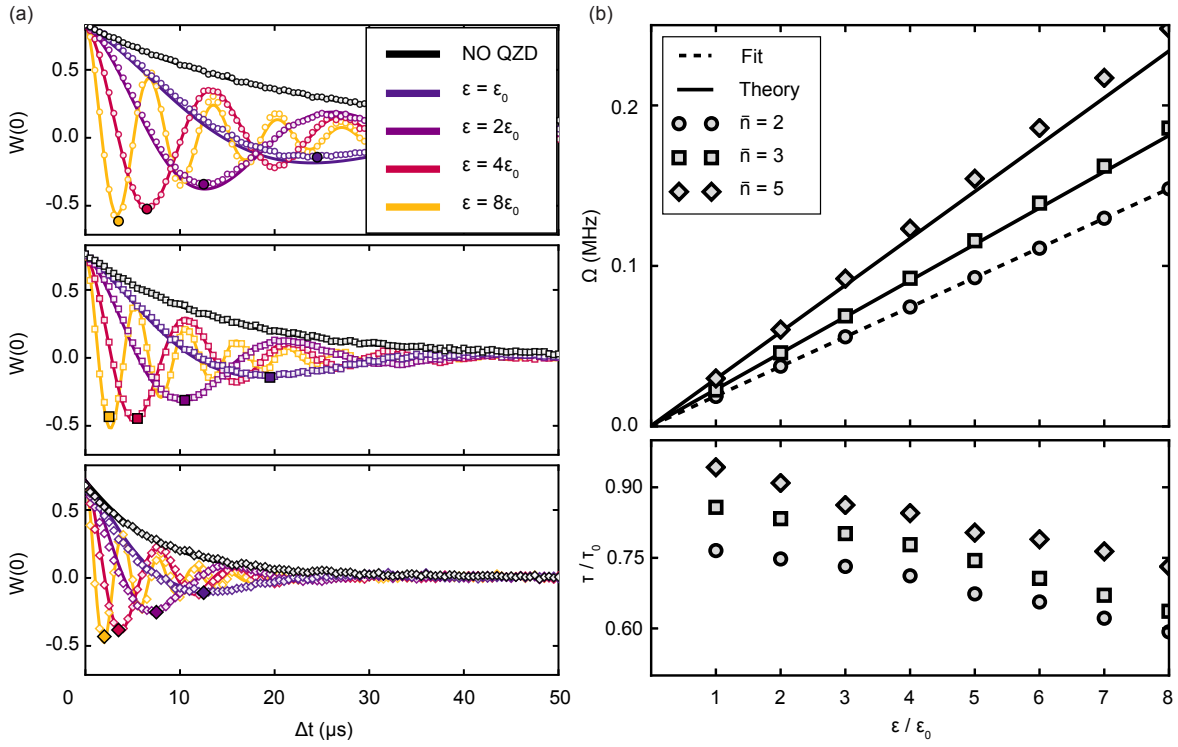 (a)
W(0)
0.5
0.0
-0.5
NO QZD
ε = ε₀
ε = 2ε₀
ε = 4ε₀
ε = 8ε₀
W(0)
0.5
0.0
-0.5
W(0)
0.5
0.0
-0.5
0 10 20 30 40 50
Δt (μs)
(b)
Ω (MHz)
0.2
0.1
0.0
Fit
Theory
n̄ = 2
n̄ = 3
n̄ = 5
τ / τ₀
0.90
0.75
0.60
1 2 3 4 5 6 7 8
ε / ε₀